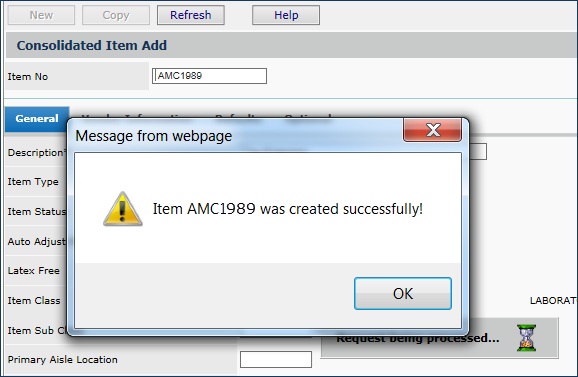 New Copy Refresh Help
Consolidated Item Add
Item No AMC1989
General
Message from webpage
Description
Item Type
Item AMC1989 was created successfully!
Item Status
Auto Adjust
Latex Free
OK
Item Class LABORAT
Item Sub C
Request being processed...
Primary Aisle Location